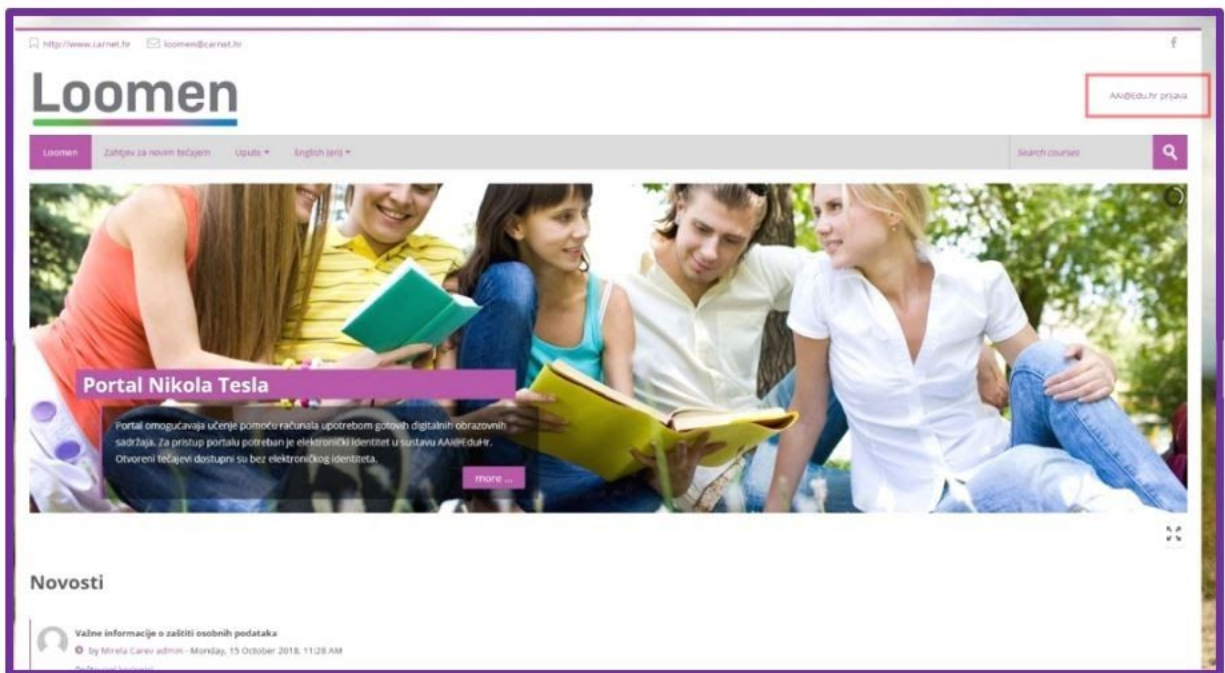 http://www.carnet.hr loomen@carnet.hr
Loomen
AAI@Edu.hr prijava
Loomen Zahtjev za novim tečajem Upute English (en) Search courses
Portal Nikola Tesla
Portal omogućavaja učenje pomoću računala upotrebom gotovih digitalnih obrazovnih
sadržaja. Za pristup portalu potreban je elektronički identitet u sustavu AAI@EduHr.
Otvoreni tečajevi dostupni su bez elektroničkog identiteta.
more ...
Novosti
Važne informacije o zaštiti osobnih podataka
by Mirela Carev admin - Monday, 15 October 2018, 11:28 AM